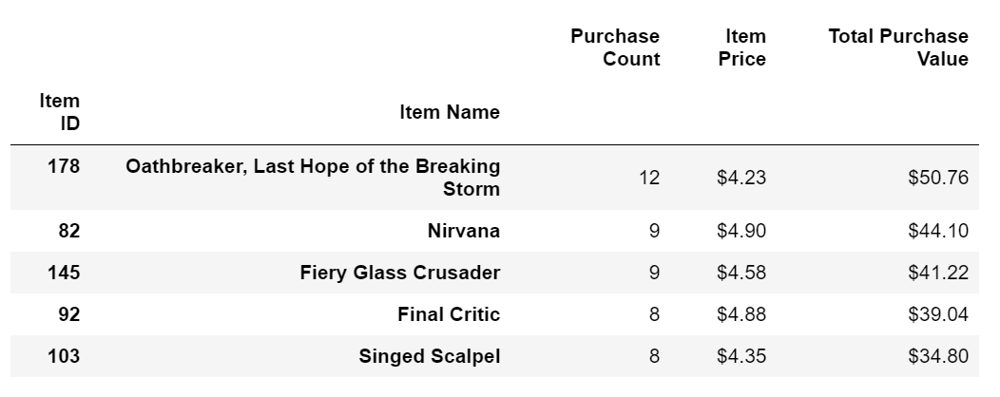 Purchase Count Item Price Total Purchase Value
Item ID Item Name
178 Oathbreaker, Last Hope of the Breaking Storm 12 $4.23 $50.76
82 Nirvana 9 $4.90 $44.10
145 Fiery Glass Crusader 9 $4.58 $41.22
92 Final Critic 8 $4.88 $39.04
103 Singed Scalpel 8 $4.35 $34.80